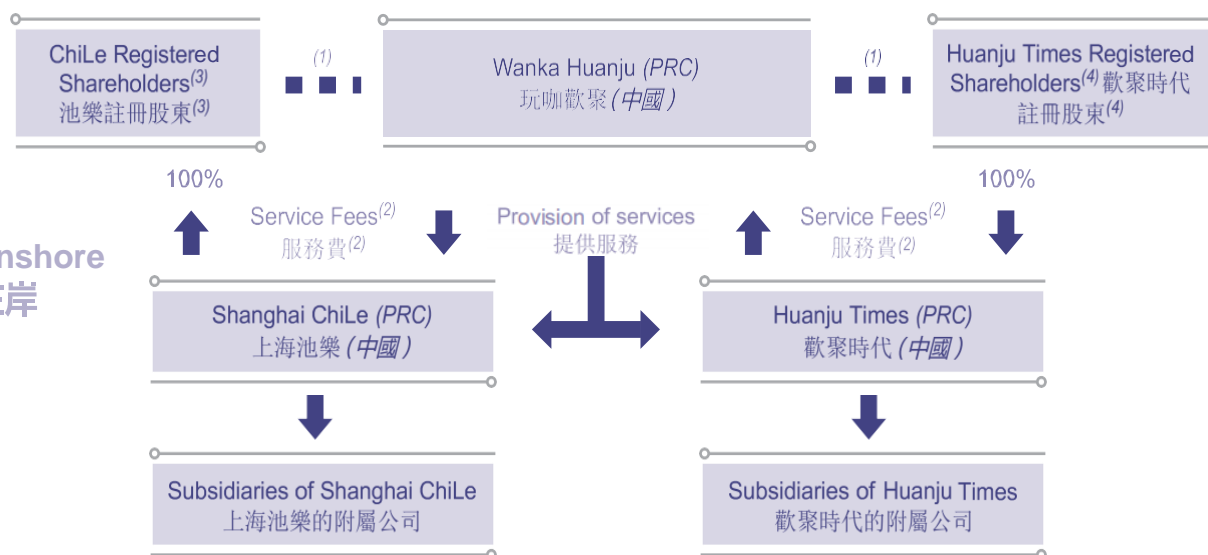 ChiLe Registered
Shareholders(3)
池樂註冊股東(3)
(1)
Wanka Huanju (PRC)
玩咖歡聚(中國)
(1)
Huanju Times Registered
Shareholders(4) 歡聚時代
註冊股東(4)
100%
Service Fees(2)
服務費(2)
Provision of services
提供服務
Service Fees(2)
服務費(2)
100%
nshore
岸
Shanghai ChiLe (PRC)
上海池樂(中國)
Huanju Times (PRC)
歡聚時代(中國)
Subsidiaries of Shanghai ChiLe
上海池樂的附屬公司
Subsidiaries of Huanju Times
歡聚時代的附屬公司